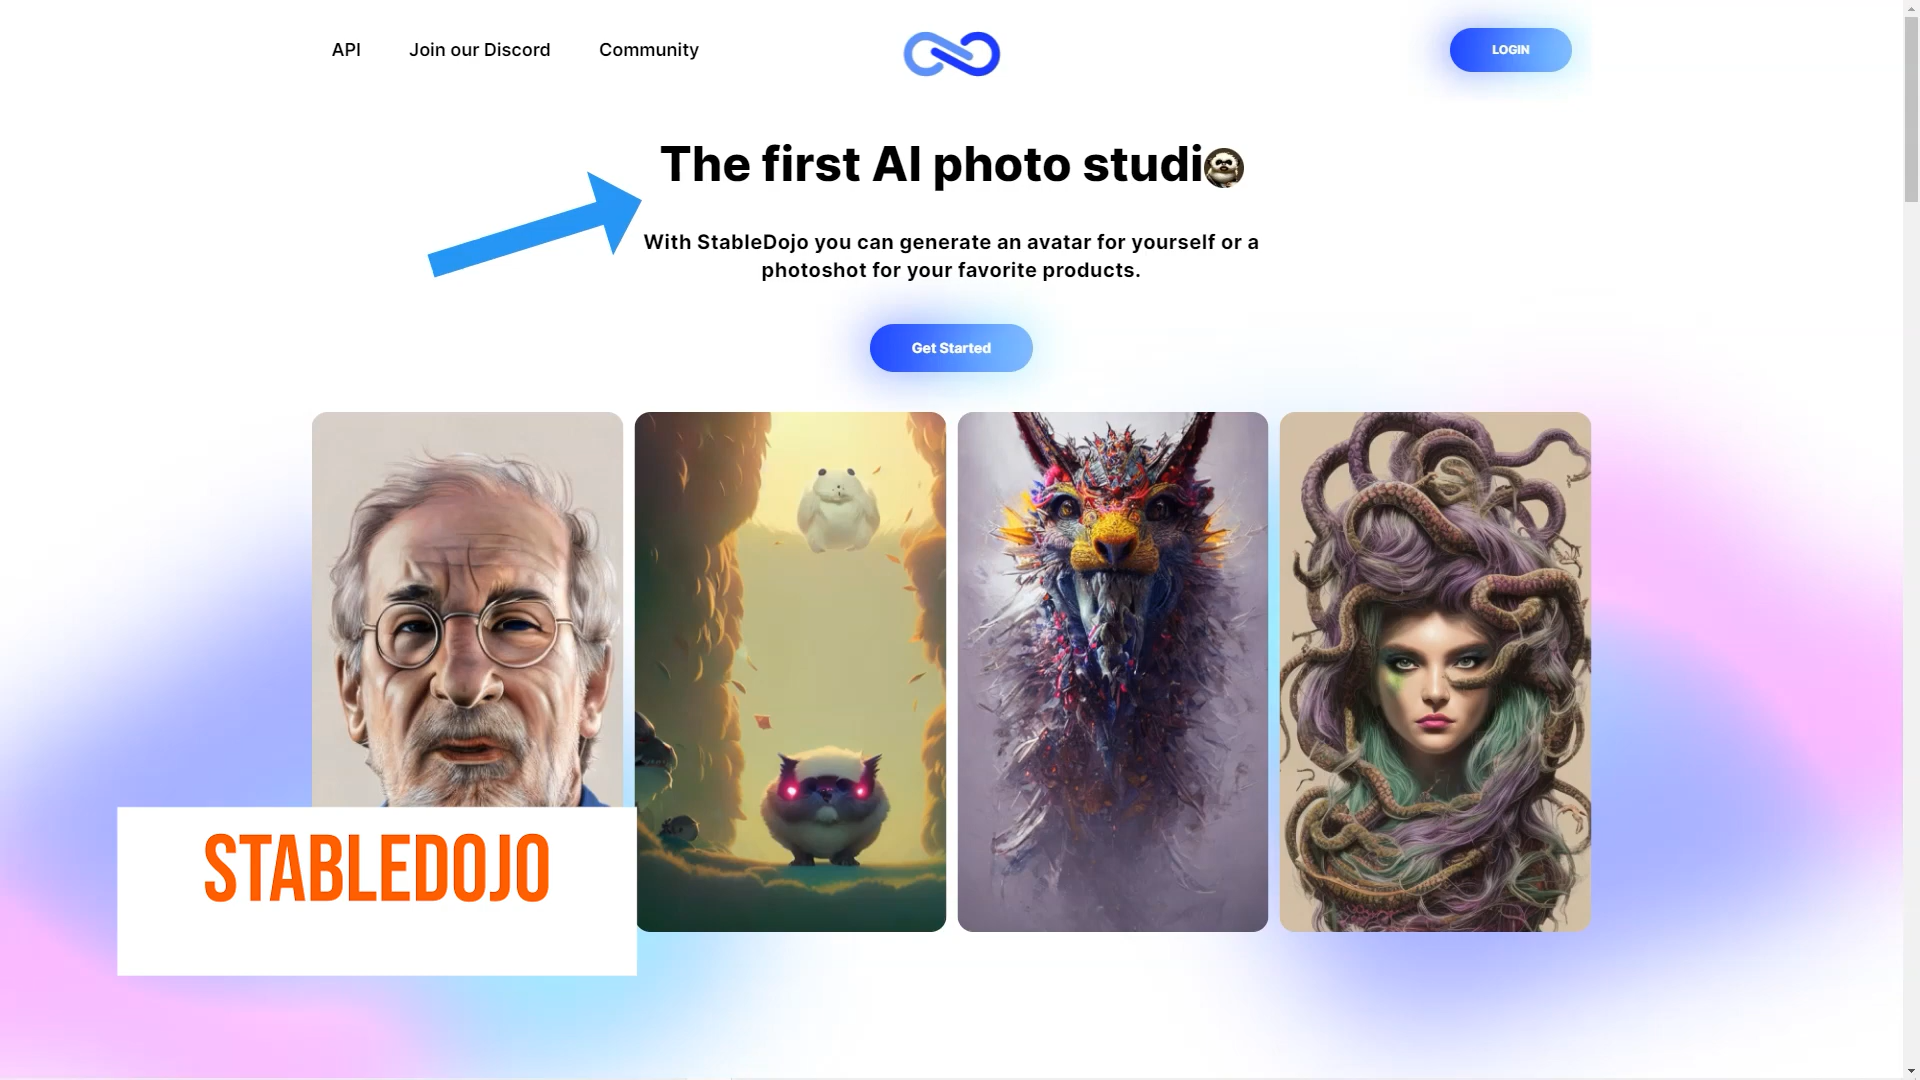 API
Join our Discord
Community
LOGIN
The first AI photo studi
With StableDojo you can generate an avatar for yourself or a
photoshot for your favorite products.
Get Started
STABLEDOJO